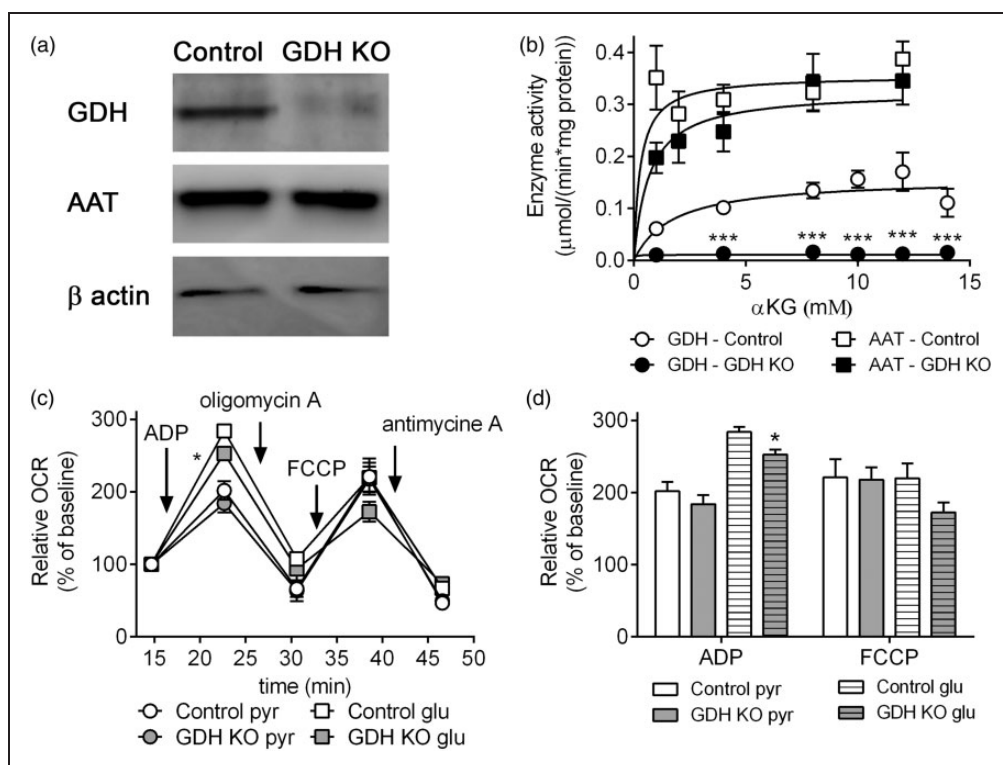 (a)
Control GDH KO
GDH
AAT
β actin
(b)
Enzyme activity
(μmol/(min*mg protein))
0.4
0.3
0.2
0.1
0.0
*** *** *** *** ***
0 5 10 15
αKG (mM)
GDH - Control AAT - Control
GDH - GDH KO AAT - GDH KO
(c)
Relative OCR
(% of baseline)
300
200
100
0
ADP
*
oligomycin A
FCCP
antimycine A
15 20 25 30 35 40 45 50
time (min)
Control pyr Control glu
GDH KO pyr GDH KO glu
(d)
Relative OCR
(% of baseline)
300
200
100
0
*
ADP FCCP
Control pyr Control glu
GDH KO pyr GDH KO glu